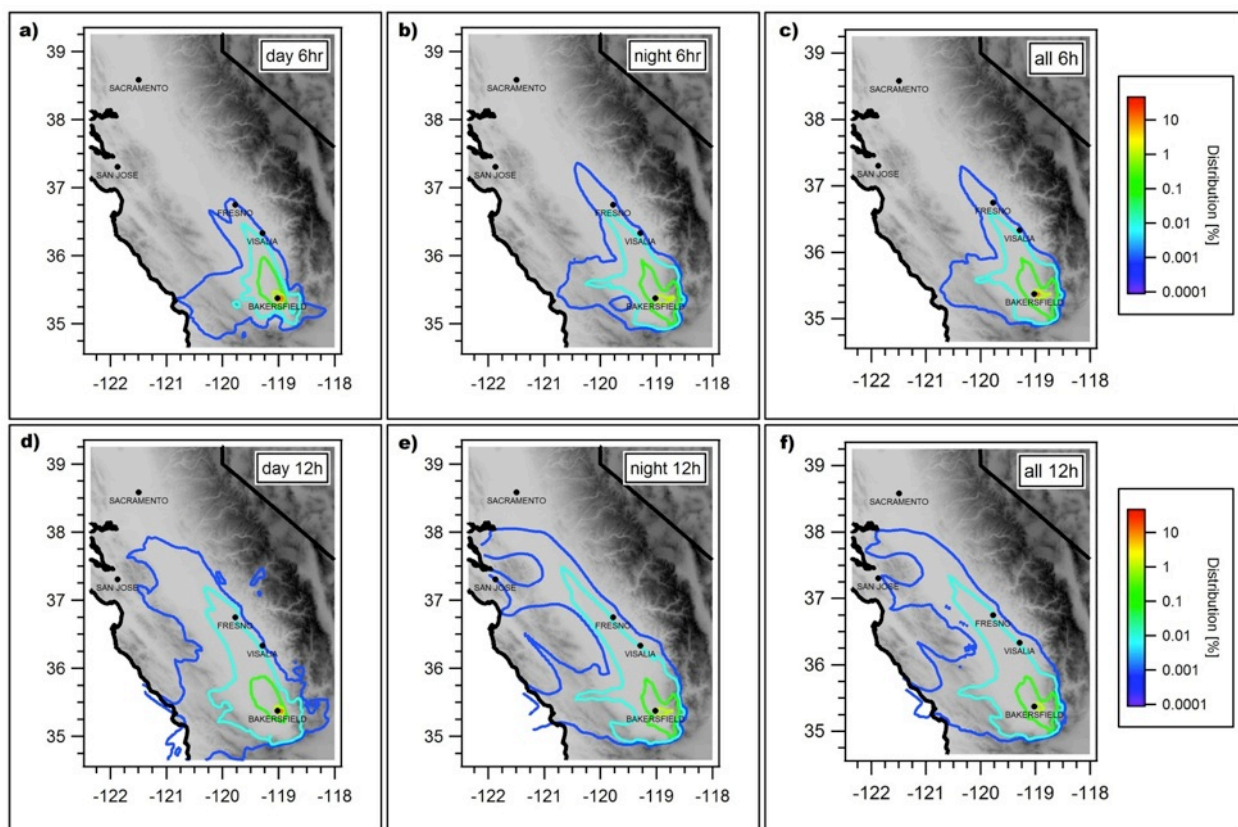 a)
day 6hr
39
38
37
36
35
-122
-121
-120
-119
-118
SACRAMENTO
SAN JOSE
FRESNO
VISALIA
BAKERSFIELD
b)
night 6hr
39
38
37
36
35
-122
-121
-120
-119
-118
SACRAMENTO
SAN JOSE
FRESNO
VISALIA
BAKERSFIELD
c)
all 6h
39
38
37
36
35
-122
-121
-120
-119
-118
SACRAMENTO
SAN JOSE
FRESNO
VISALIA
BAKERSFIELD
10
1
0.1
0.01
0.001
0.0001
Distribution [%]
d)
day 12h
39
38
37
36
35
-122
-121
-120
-119
-118
SACRAMENTO
SAN JOSE
FRESNO
VISALIA
BAKERSFIELD
e)
night 12h
39
38
37
36
35
-122
-121
-120
-119
-118
SACRAMENTO
SAN JOSE
FRESNO
VISALIA
BAKERSFIELD
f)
all 12h
39
38
37
36
35
-122
-121
-120
-119
-118
SACRAMENTO
SAN JOSE
FRESNO
VISALIA
BAKERSFIELD
10
1
0.1
0.01
0.001
0.0001
Distribution [%]